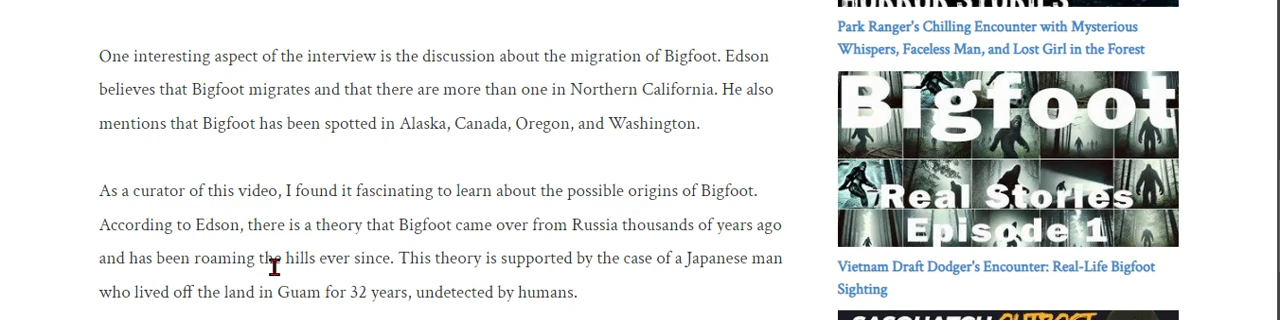 One interesting aspect of the interview is the discussion about the migration of Bigfoot. Edson
believes that Bigfoot migrates and that there are more than one in Northern California. He also
mentions that Bigfoot has been spotted in Alaska, Canada, Oregon, and Washington.
As a curator of this video, I found it fascinating to learn about the possible origins of Bigfoot.
According to Edson, there is a theory that Bigfoot came over from Russia thousands of years ago
and has been roaming the hills ever since. This theory is supported by the case of a Japanese man
who lived off the land in Guam for 32 years, undetected by humans.
HORROR STORIES
Park Ranger's Chilling Encounter with Mysterious
Whispers, Faceless Man, and Lost Girl in the Forest
Bigfoot
Real Stories
Episode 1
Vietnam Draft Dodger's Encounter: Real-Life Bigfoot
Sighting
SASQUATCH OUTPOST